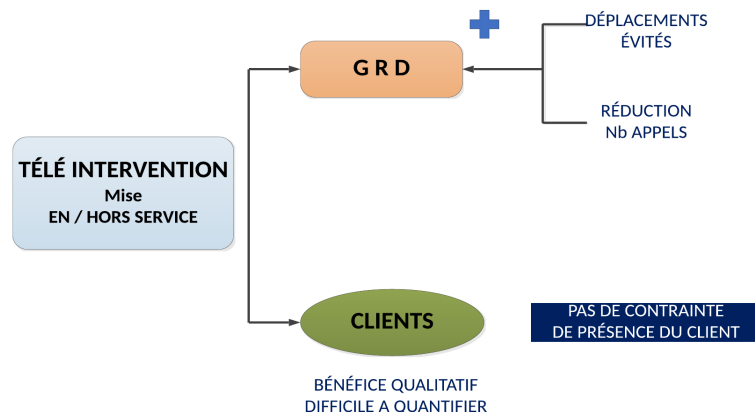 DÉPLACEMENTS
ÉVITÉS
G R D
RÉDUCTION
Nb APPELS
TÉLÉ INTERVENTION
Mise
EN / HORS SERVICE
CLIENTS
PAS DE CONTRAINTE
DE PRÉSENCE DU CLIENT
BÉNÉFICE QUALITATIF
DIFFICILE A QUANTIFIER